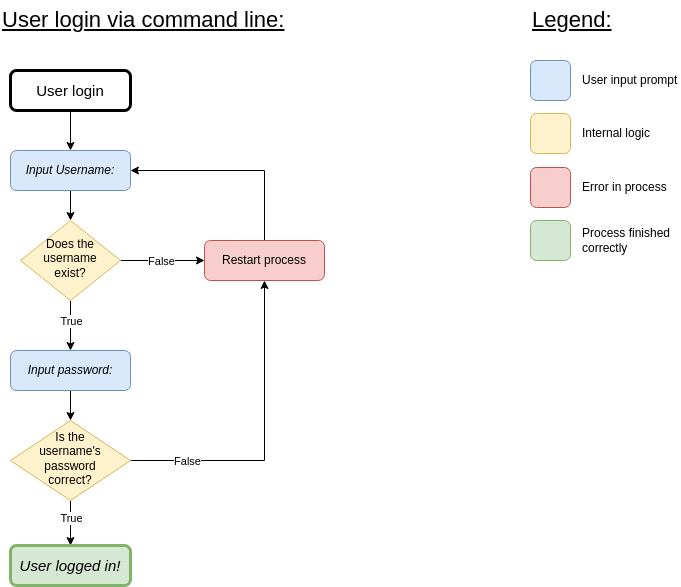 User login via command line:
Legend:
User login
User input prompt
Input Username:
Internal logic
Does the
username
exist?
False
Restart process
Error in process
Process finished
correctly
True
Input password:
Is the
username's
password
correct?
False
True
User logged in!